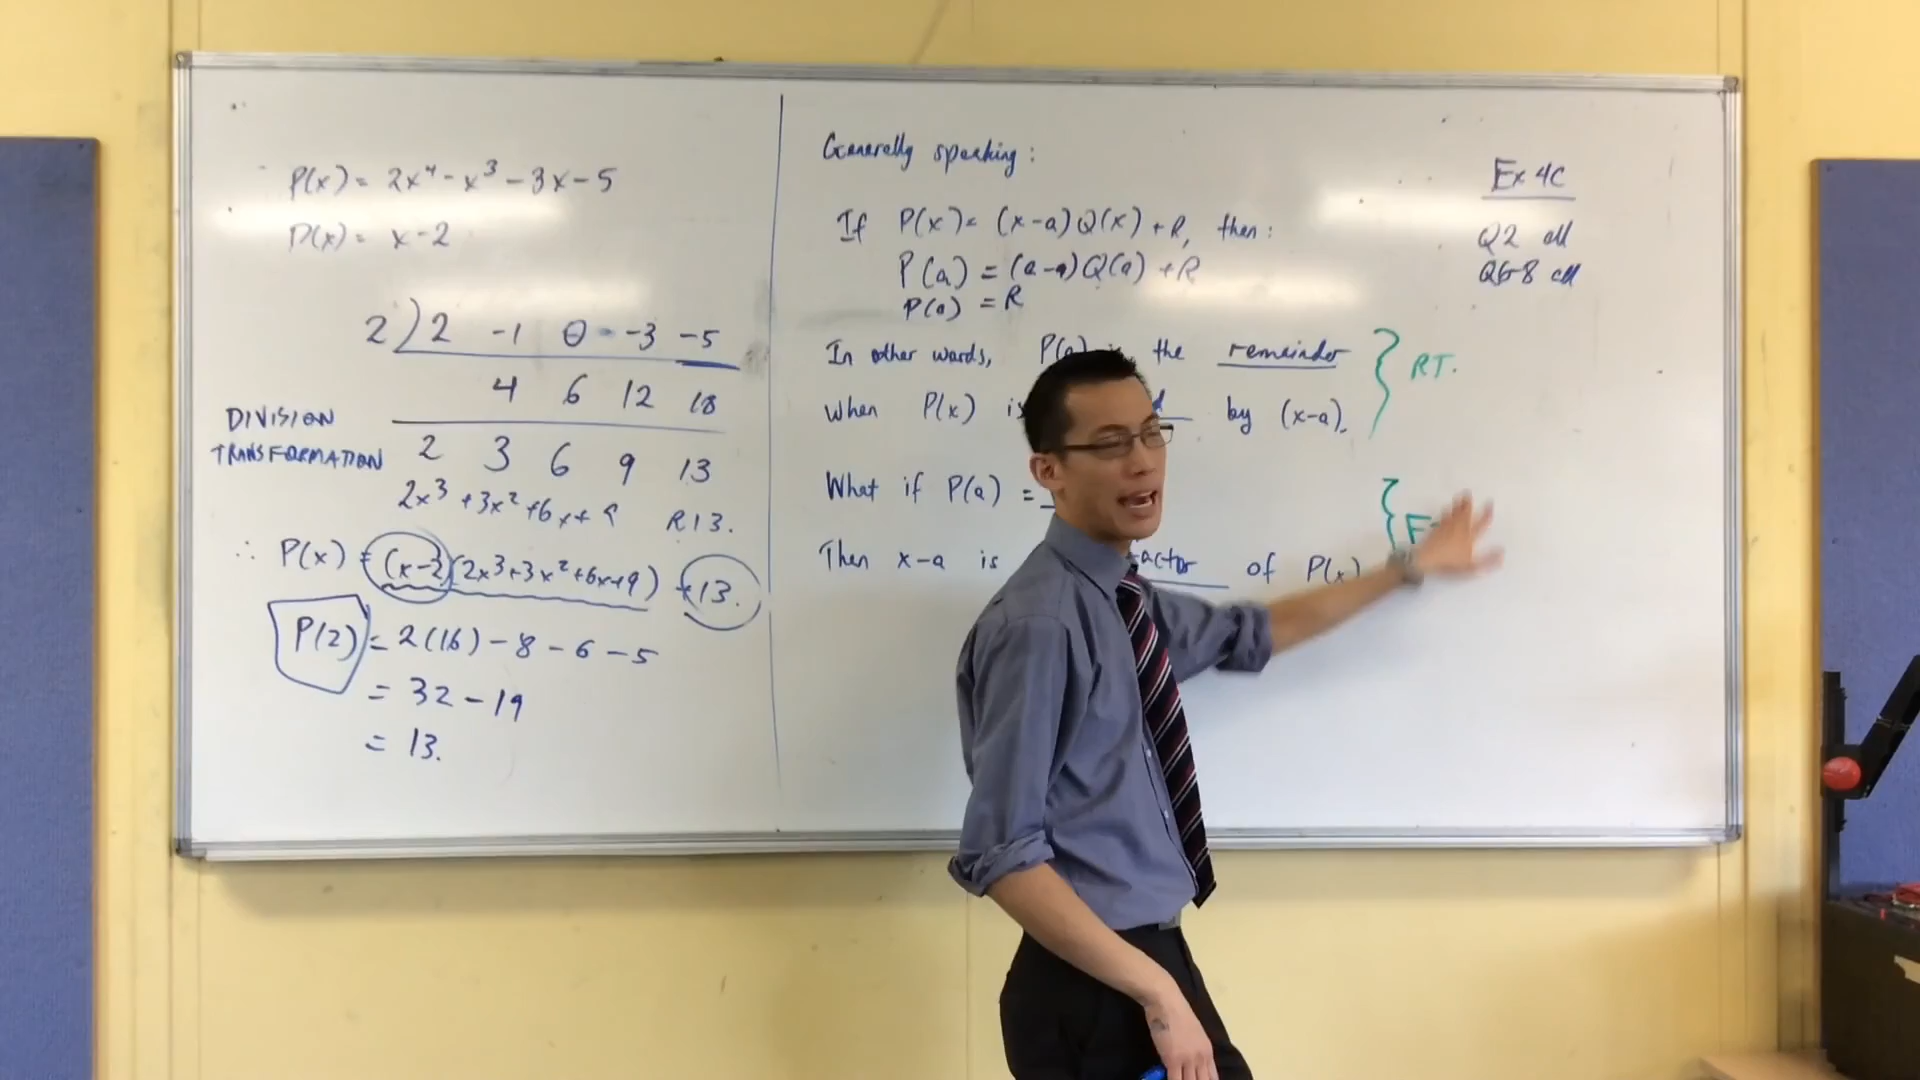 P(x) = 2x⁴ - x³ - 3x - 5
D(x) = x - 2
2 ) 2 -1 0 -3 -5
4 6 12 18
DIVISION
TRANSFORMATION
2 3 6 9 13
2x³ + 3x² + 6x + 9 R13.
∴ P(x) = (x-2)(2x³+3x²+6x+9) +13.
P(2) = 2(16) - 8 - 6 - 5
= 32 - 19
= 13.
Generally speaking:
If P(x) = (x-a)Q(x) + R, then:
P(a) = (a-a)Q(a) + R
P(a) = R
In other words, P(a) is the remainder
When P(x) is by (x-a).
RT.
What if P(a) =
Then x-a is factor of P(x)
F
Ex 4C
Q2 all
Q6-8 all